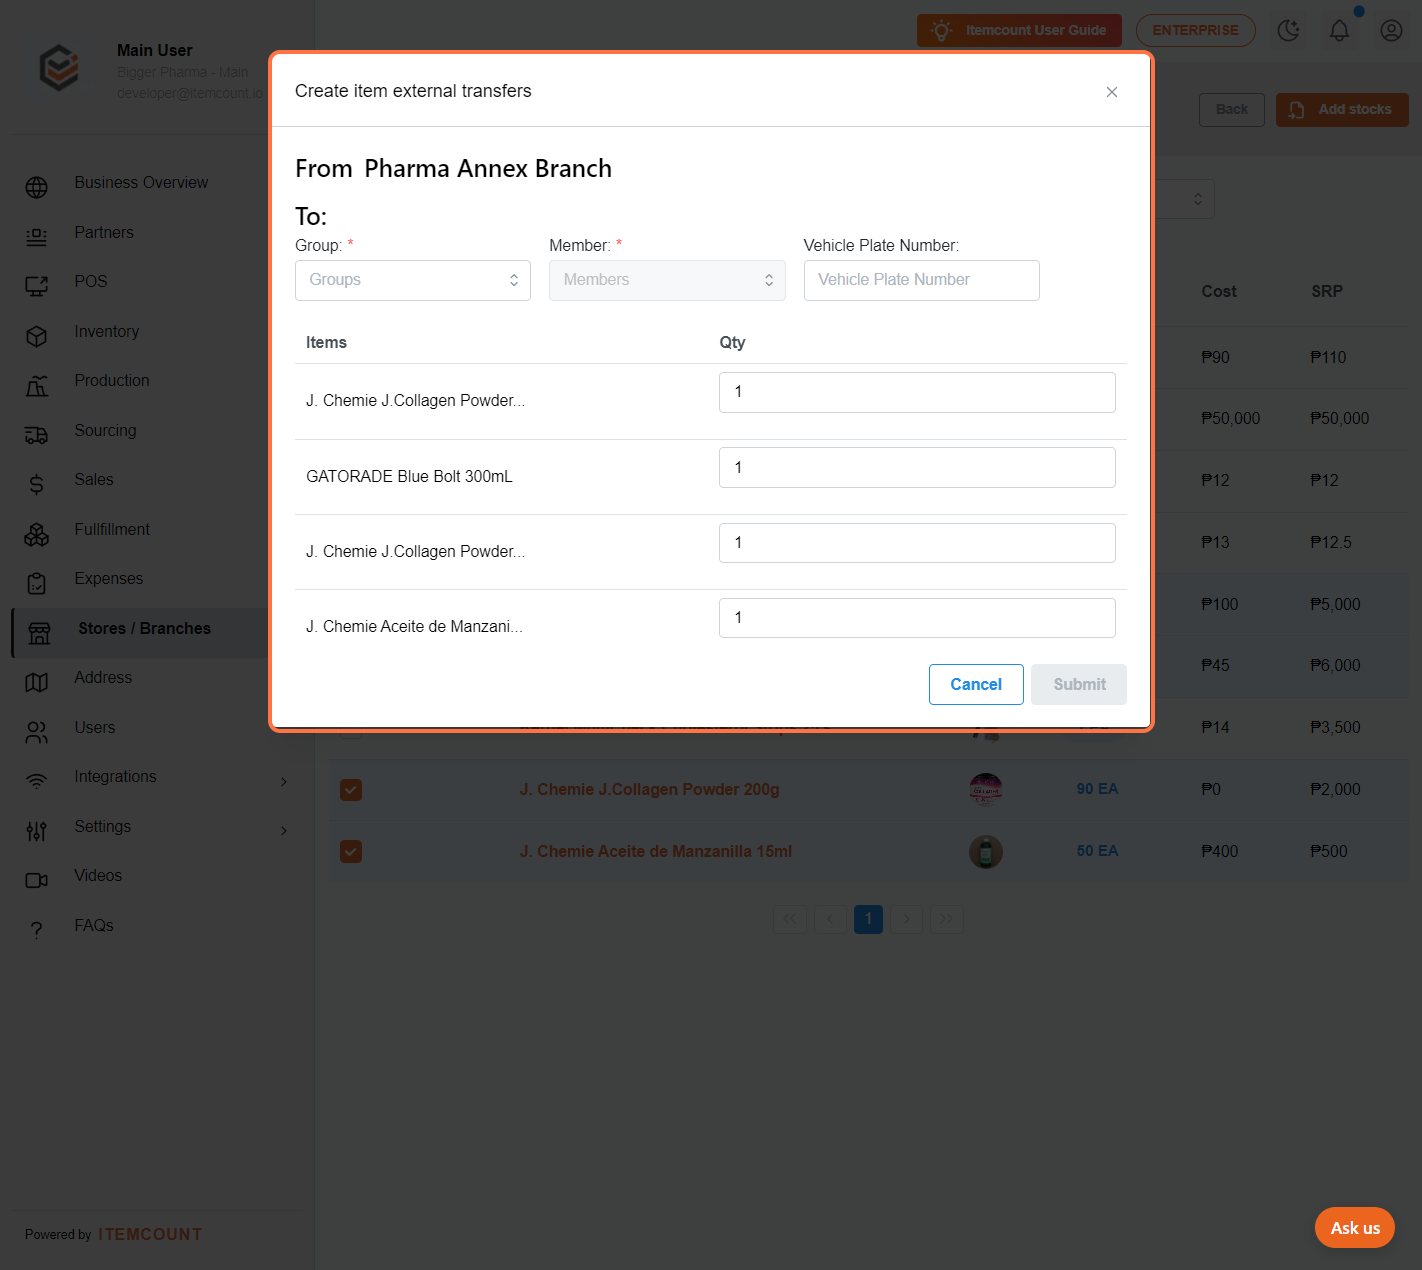 Main User
Bigger Pharma - Main
developer@itemcount.io
Itemcount User Guide
ENTERPRISE
Back
Add stocks
Business Overview
Partners
POS
Inventory
Production
Sourcing
Sales
Fullfillment
Expenses
Stores / Branches
Address
Users
Integrations
Settings
Videos
FAQs
Powered by ITEMCOUNT
Create item external transfers
From Pharma Annex Branch
To:
Group: *
Member: *
Vehicle Plate Number:
Groups
Members
Vehicle Plate Number
Items
Qty
J. Chemie J.Collagen Powder...
1
GATORADE Blue Bolt 300mL
1
J. Chemie J.Collagen Powder...
1
J. Chemie Aceite de Manzani...
1
Cancel
Submit
Cost
SRP
₱90
₱110
₱50,000
₱50,000
₱12
₱12
₱13
₱12.5
₱100
₱5,000
₱45
₱6,000
₱14
₱3,500
J. Chemie J.Collagen Powder 200g
90 EA
₱0
₱2,000
J. Chemie Aceite de Manzanilla 15ml
50 EA
₱400
₱500
1
Ask us